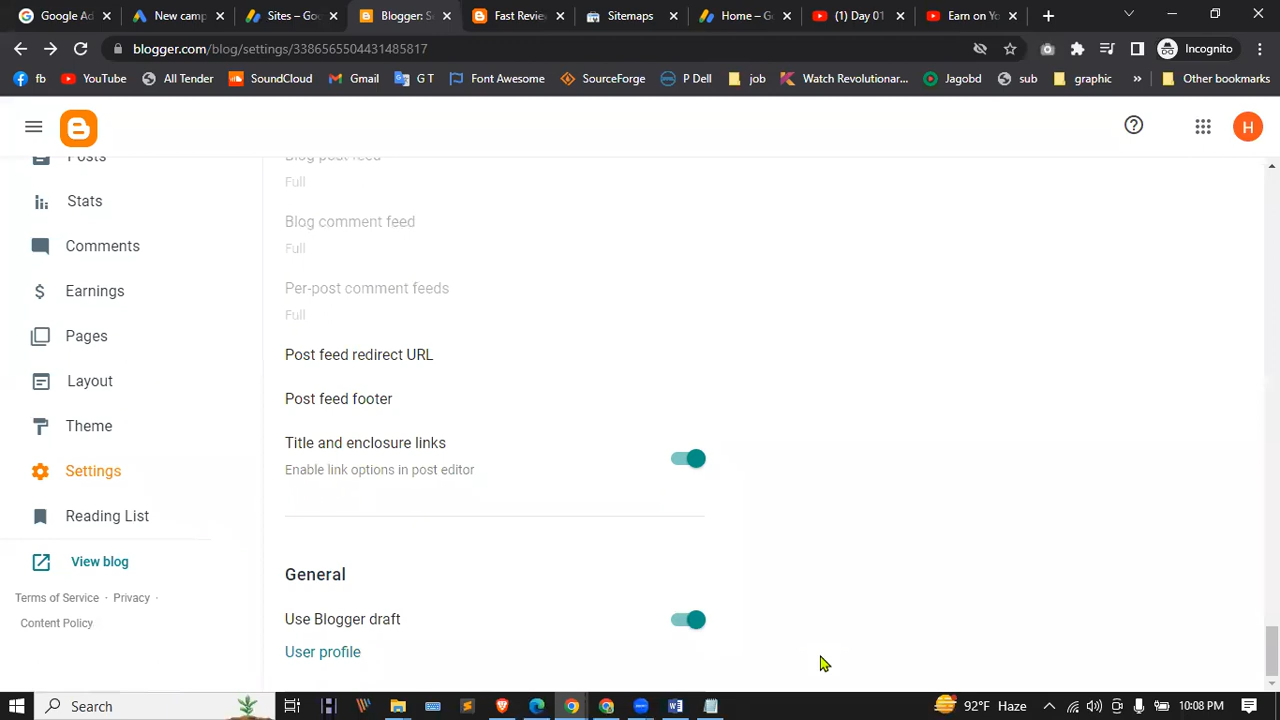 Google Ad
New camp
Sites – Goo
Blogger: S
Fast Revie
Sitemaps
Home – G
(1) Day 01
Earn on Yo
blogger.com/blog/settings/3386565504431485817
Incognito
fb
YouTube
All Tender
SoundCloud
Gmail
G T
Font Awesome
SourceForge
P Dell
job
Watch Revolutionar...
Jagobd
sub
graphic
»
Other bookmarks
H
Posts
Stats
Comments
Earnings
Pages
Layout
Theme
Settings
Reading List
View blog
Terms of Service · Privacy ·
Content Policy
Blog post feed
Full
Blog comment feed
Full
Per-post comment feeds
Full
Post feed redirect URL
Post feed footer
Title and enclosure links
Enable link options in post editor
General
Use Blogger draft
User profile
Search
92°F Haze
10:08 PM